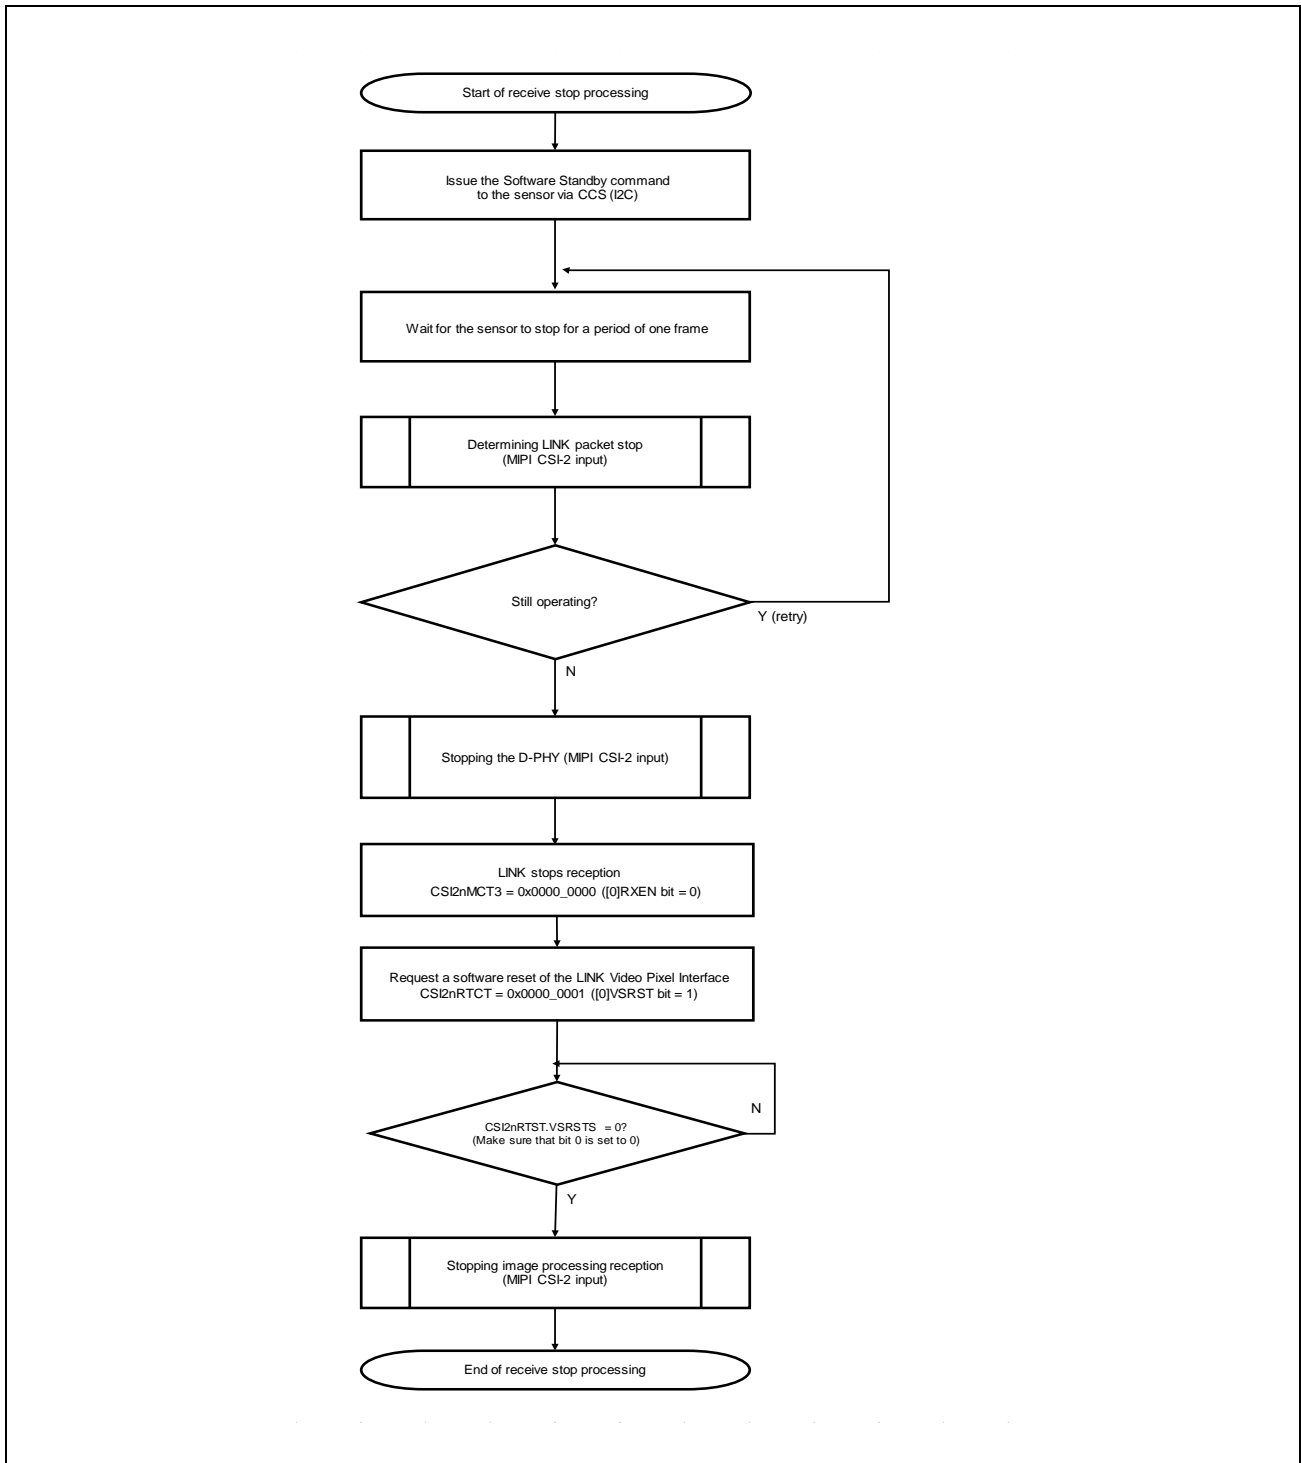 Start of receive stop processing
Issue the Software Standby command
to the sensor via CCS (I2C)
Wait for the sensor to stop for a period of one frame
Determining LINK packet stop
(MIPI CSI-2 input)
Still operating?
Y (retry)
N
Stopping the D-PHY (MIPI CSI-2 input)
LINK stops reception
CSI2nMCT3 = 0x0000_0000 ([0]RXEN bit = 0)
Request a software reset of the LINK Video Pixel Interface
CSI2nRTCT = 0x0000_0001 ([0]VSRST bit = 1)
N
CSI2nRTST.VSRSTS = 0?
(Make sure that bit 0 is set to 0)
Y
Stopping image processing reception
(MIPI CSI-2 input)
End of receive stop processing